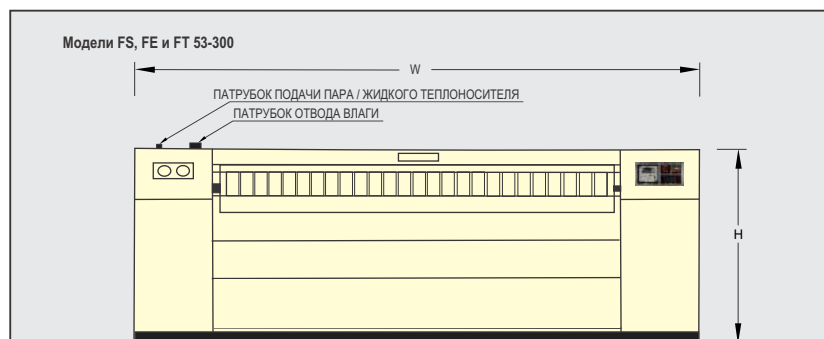 Модели FS, FE и FT 53-300
W
ПАТРУБОК ПОДАЧИ ПАРА / ЖИДКОГО ТЕПЛОНОСИТЕЛЯ
ПАТРУБОК ОТВОДА ВЛАГИ
H